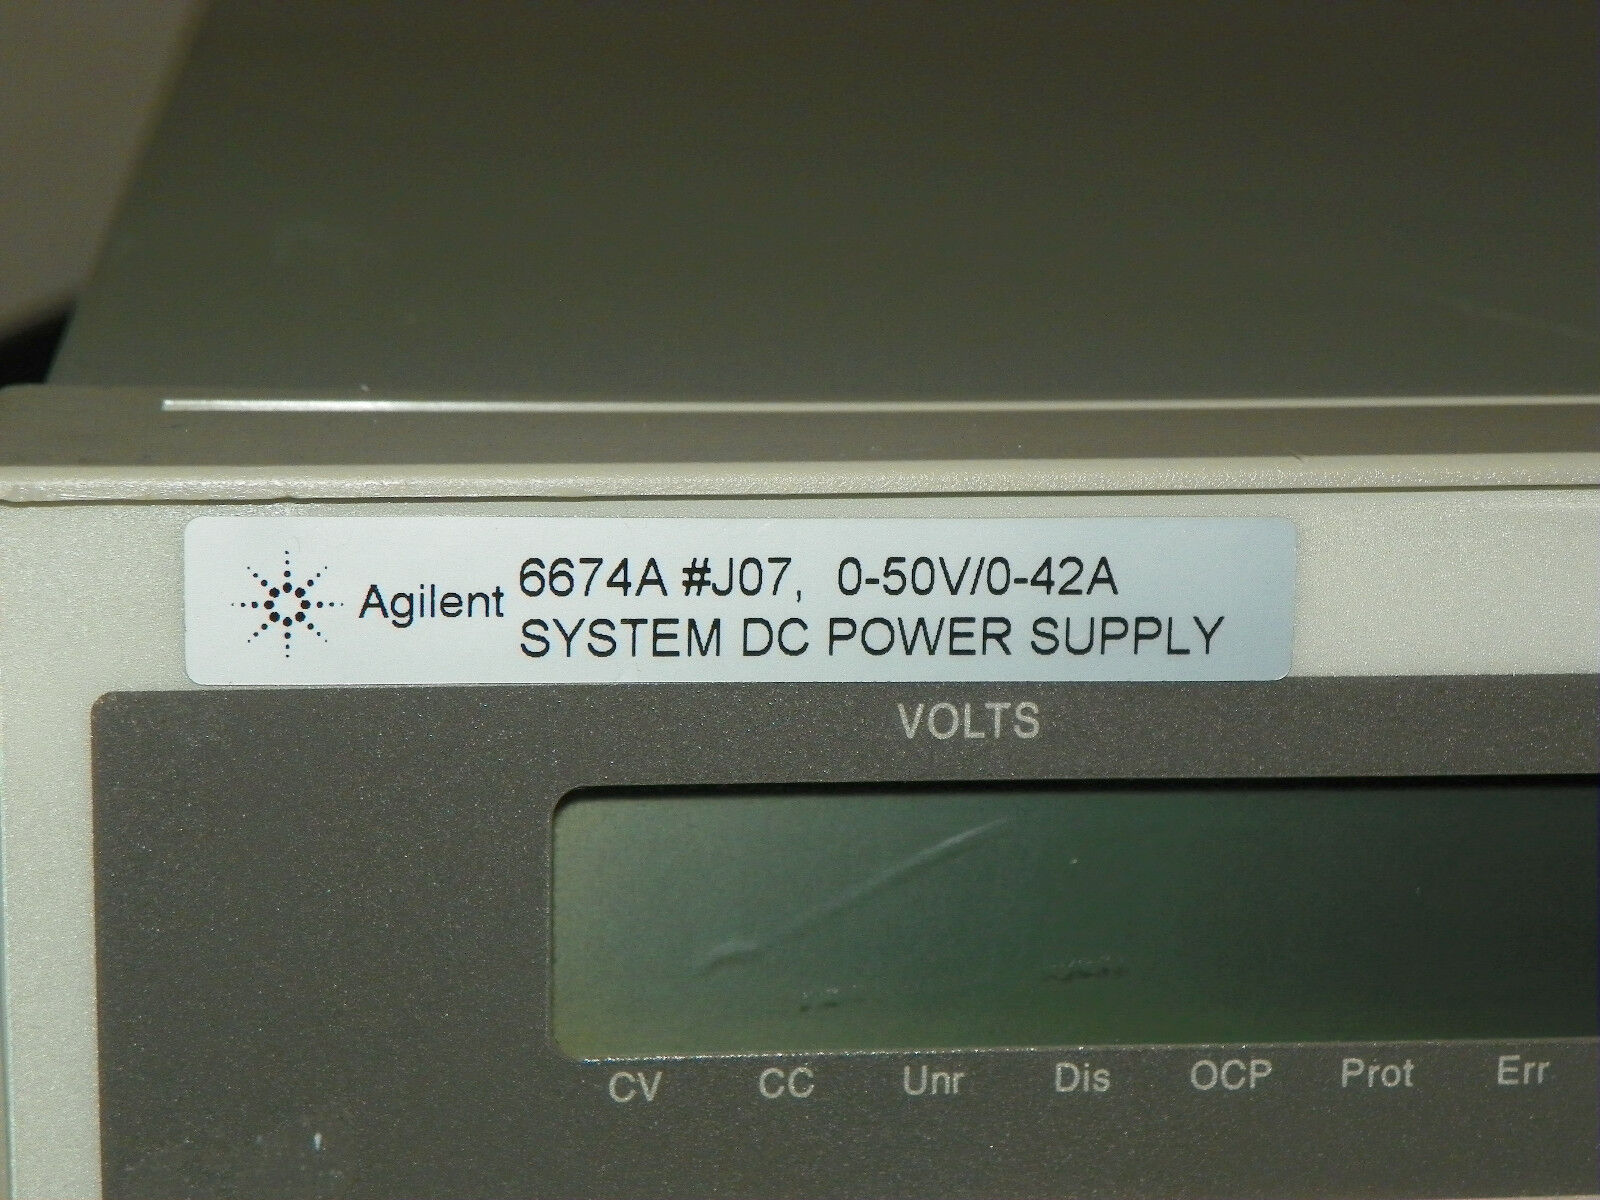 Agilent
6674A #J07, 0-50V/0-42A
SYSTEM DC POWER SUPPLY
VOLTS
CV CC Unr Dis OCP Prot Err